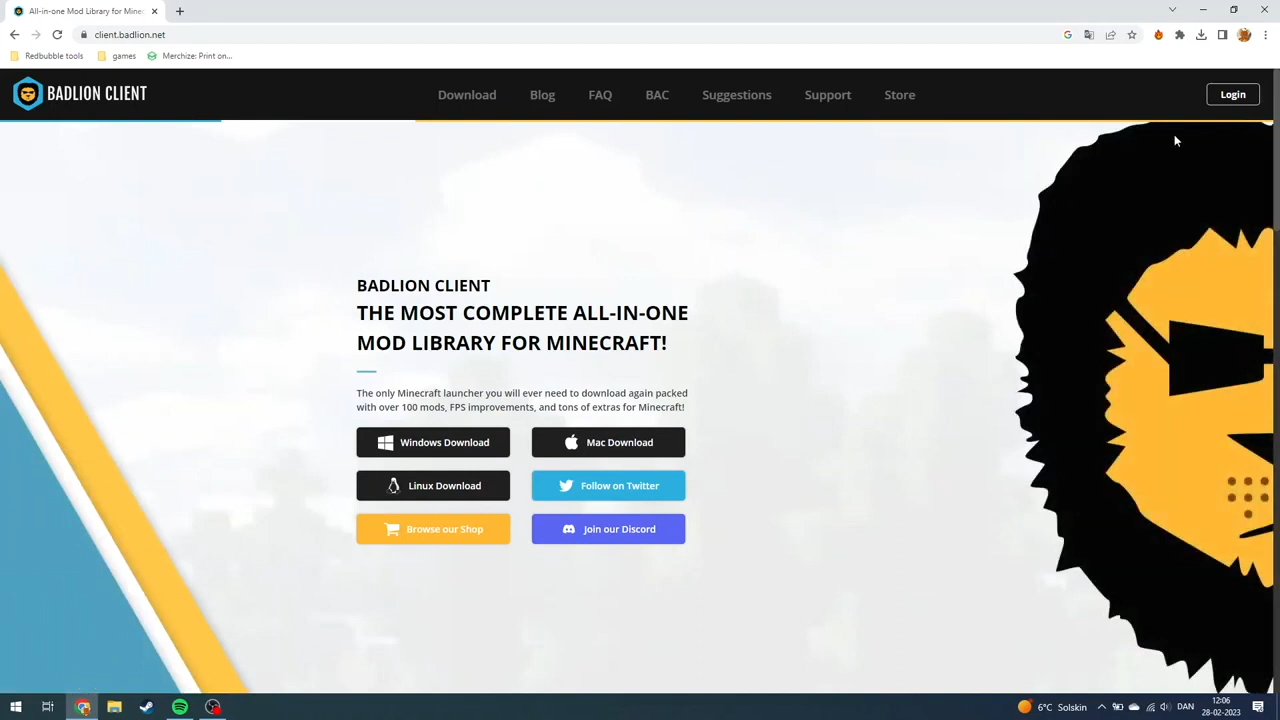 All-in-one Mod Library for Mine
client.badlion.net
Redbubble tools
games
Merchize: Print on...
BADLION CLIENT
Download
Blog
FAQ
BAC
Suggestions
Support
Store
Login
BADLION CLIENT
THE MOST COMPLETE ALL-IN-ONE
MOD LIBRARY FOR MINECRAFT!
The only Minecraft launcher you will ever need to download again packed
with over 100 mods, FPS improvements, and tons of extras for Minecraft!
Windows Download
Mac Download
Linux Download
Follow on Twitter
Browse our Shop
Join our Discord
6°C Solskin
DAN
12:06
28-02-2023